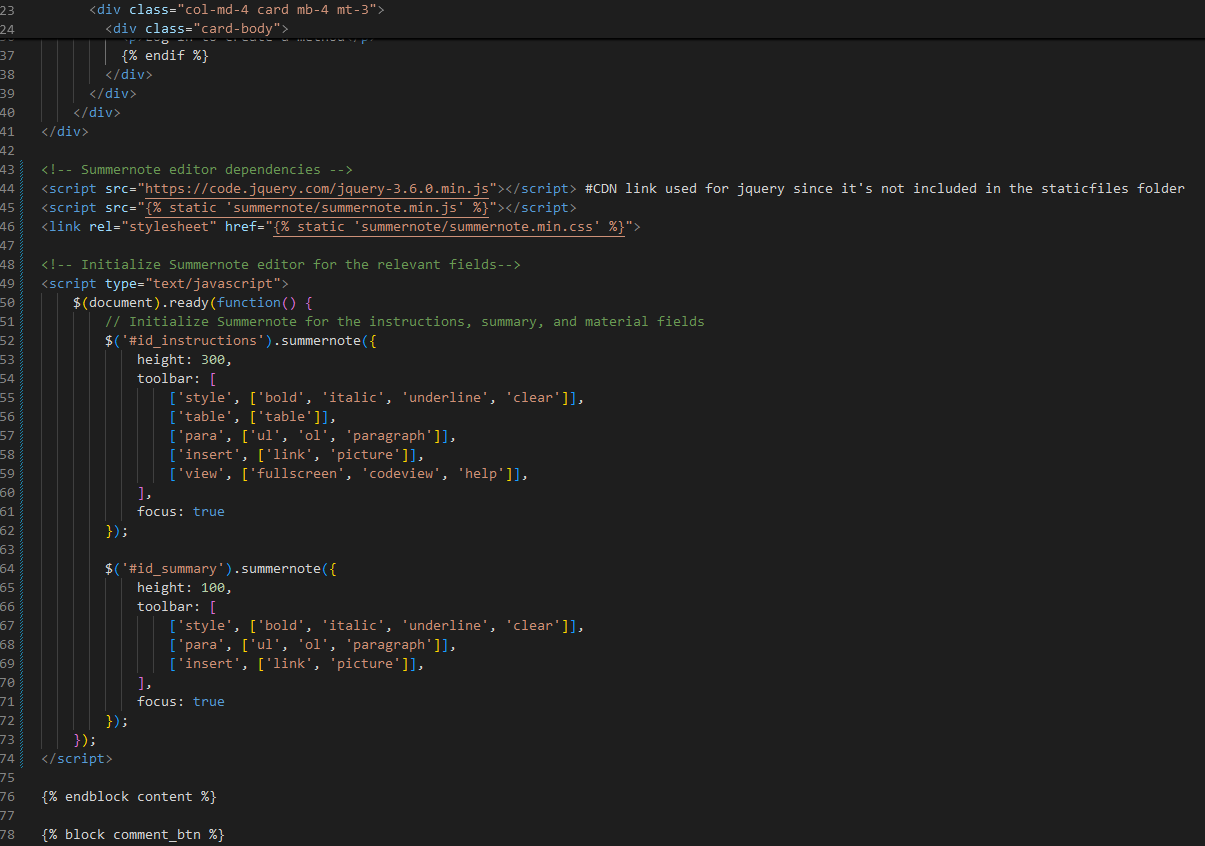 23 <div class="col-md-4 card mb-4 mt-3">
24 <div class="card-body">
37 {% endif %}
38 </div>
39 </div>
40 </div>
41 </div>
42
43 <!-- Summernote editor dependencies -->
44 <script src="https://code.jquery.com/jquery-3.6.0.min.js"></script> #CDN link used for jquery since it's not included in the staticfiles folder
45 <script src="{% static 'summernote/summernote.min.js' %}"></script>
46 <link rel="stylesheet" href="{% static 'summernote/summernote.min.css' %}">
47
48 <!-- Initialize Summernote editor for the relevant fields-->
49 <script type="text/javascript">
50 $(document).ready(function() {
51 // Initialize Summernote for the instructions, summary, and material fields
52 $('#id_instructions').summernote({
53 height: 300,
54 toolbar: [
55 ['style', ['bold', 'italic', 'underline', 'clear']],
56 ['table', ['table']],
57 ['para', ['ul', 'ol', 'paragraph']],
58 ['insert', ['link', 'picture']],
59 ['view', ['fullscreen', 'codeview', 'help']],
60 ],
61 focus: true
62 });
63
64 $('#id_summary').summernote({
65 height: 100,
66 toolbar: [
67 ['style', ['bold', 'italic', 'underline', 'clear']],
68 ['para', ['ul', 'ol', 'paragraph']],
69 ['insert', ['link', 'picture']],
70 ],
71 focus: true
72 });
73 });
74 </script>
75
76 {% endblock content %}
77
78 {% block comment_btn %}